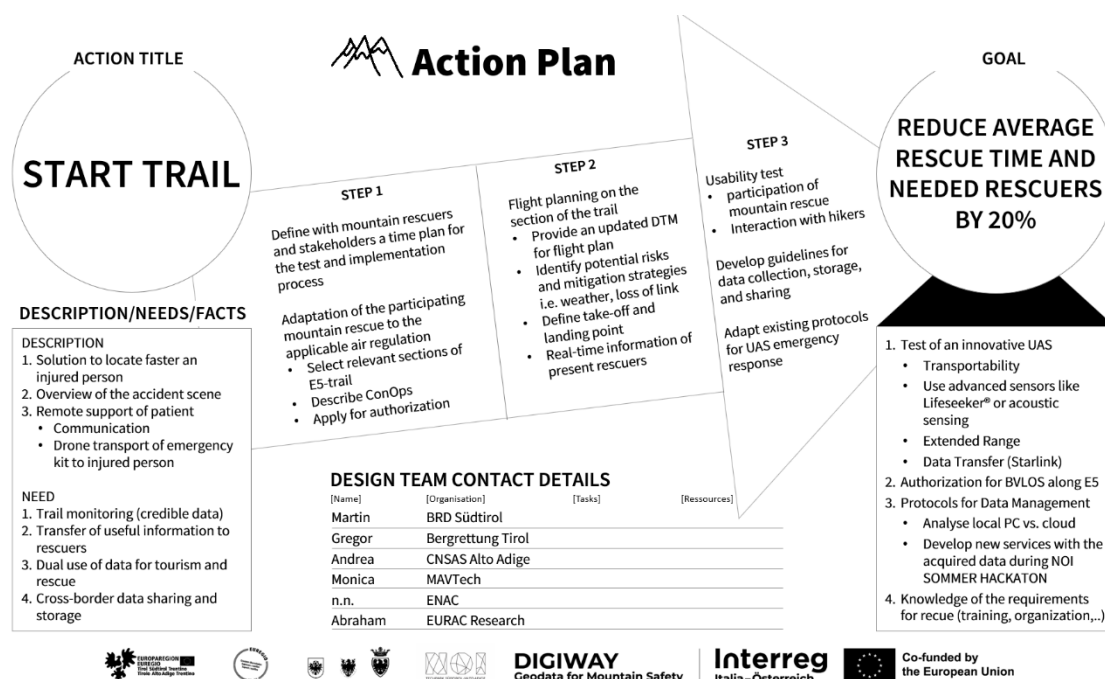 Action Plan
ACTION TITLE
START TRAIL
DESCRIPTION/NEEDS/FACTS
DESCRIPTION
1. Solution to locate faster an
injured person
2. Overview of the accident scene
3. Remote support of patient
• Communication
• Drone transport of emergency
kit to injured person
NEED
1. Trail monitoring (credible data)
2. Transfer of useful information to
rescuers
3. Dual use of data for tourism and
rescue
4. Cross-border data sharing and
storage
STEP 1
Define with mountain rescuers
and stakeholders a time plan for
the test and implementation
process
Adaptation of the participating
mountain rescue to the
applicable air regulation
• Select relevant sections of
E5-trail
• Describe ConOps
• Apply for authorization
STEP 2
Flight planning on the
section of the trail
• Provide an updated DTM
for flight plan
• Identify potential risks
and mitigation strategies
i.e. weather, loss of link
• Define take-off and
landing point
• Real-time information of
present rescuers
STEP 3
Usability test
• participation of
mountain rescue
• Interaction with hikers
Develop guidelines for
data collection, storage,
and sharing
Adapt existing protocols
for UAS emergency
response
GOAL
REDUCE AVERAGE
RESCUE TIME AND
NEEDED RESCUERS
BY 20%
1. Test of an innovative UAS
• Transportability
• Use advanced sensors like
Lifeseeker® or acoustic
sensing
• Extended Range
• Data Transfer (Starlink)
2. Authorization for BVLOS along E5
3. Protocols for Data Management
• Analyse local PC vs. cloud
• Develop new services with the
acquired data during NOI
SOMMER HACKATON
4. Knowledge of the requirements
for recue (training, organization,..)
DESIGN TEAM CONTACT DETAILS
[Name] [Organisation] [Tasks] [Ressources]
Martin BRD Südtirol
Gregor Bergrettung Tirol
Andrea CNSAS Alto Adige
Monica MAVTech
n.n. ENAC
Abraham EURAC Research
EUROPAREGION
EUREGIO
Tirol Südtirol Trentino
Tirolo Alto Adige Trentino
EUREGIO
NOI
DIGIWAY
Geodata for Mountain Safety
Interreg
Italia-Österreich
Co-funded by
the European Union